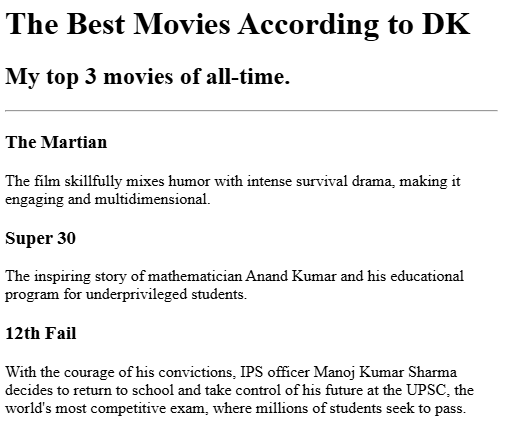 The Best Movies According to DK
My top 3 movies of all-time.
The Martian
The film skillfully mixes humor with intense survival drama, making it
engaging and multidimensional.
Super 30
The inspiring story of mathematician Anand Kumar and his educational
program for underprivileged students.
12th Fail
With the courage of his convictions, IPS officer Manoj Kumar Sharma
decides to return to school and take control of his future at the UPSC, the
world's most competitive exam, where millions of students seek to pass.